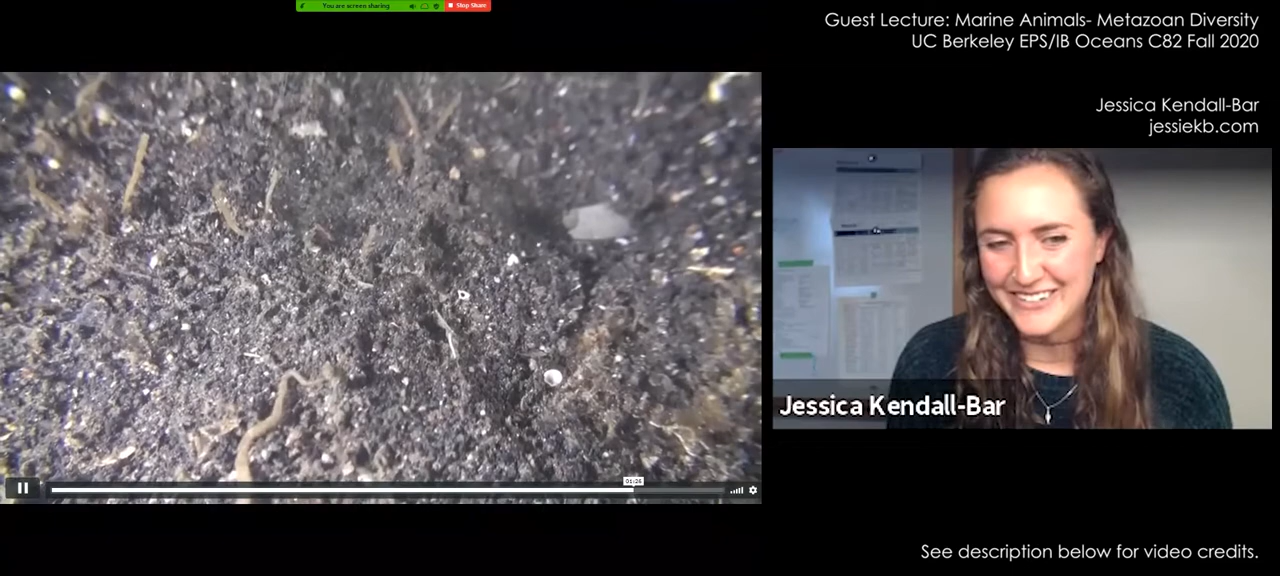 You are screen sharing
Stop Share
Guest Lecture: Marine Animals- Metazoan Diversity
UC Berkeley EPS/IB Oceans C82 Fall 2020
Jessica Kendall-Bar
jessiekb.com
Jessica Kendall-Bar
01:26
See description below for video credits.